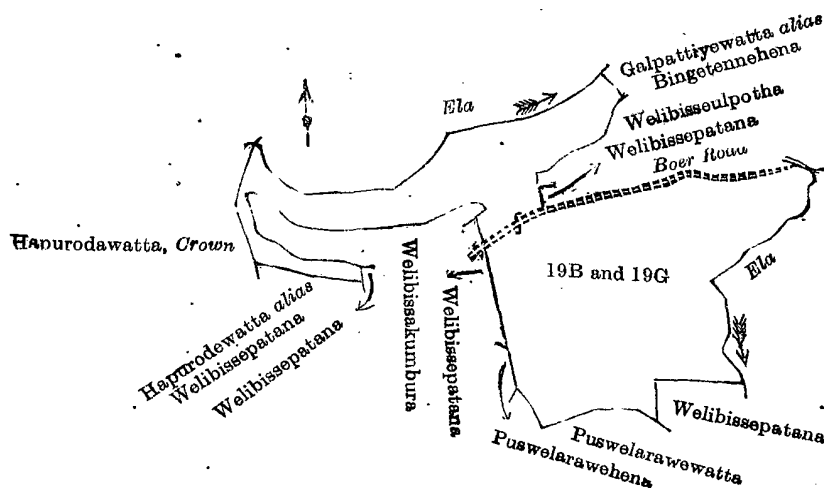 Galpattiyewatta alias
Bingetennehena
Ela
Welibisseulpotha
Welibissepatana
Boer Road
Hapurodawatta, Crown
19B and 19G
Ela
Hapurodewatta alias
Welibissepatana
Welibissepatana
Welibissakumbura
Welibissepatana
Welibissepatana
Puswelarawewatta
Puswelarawehena